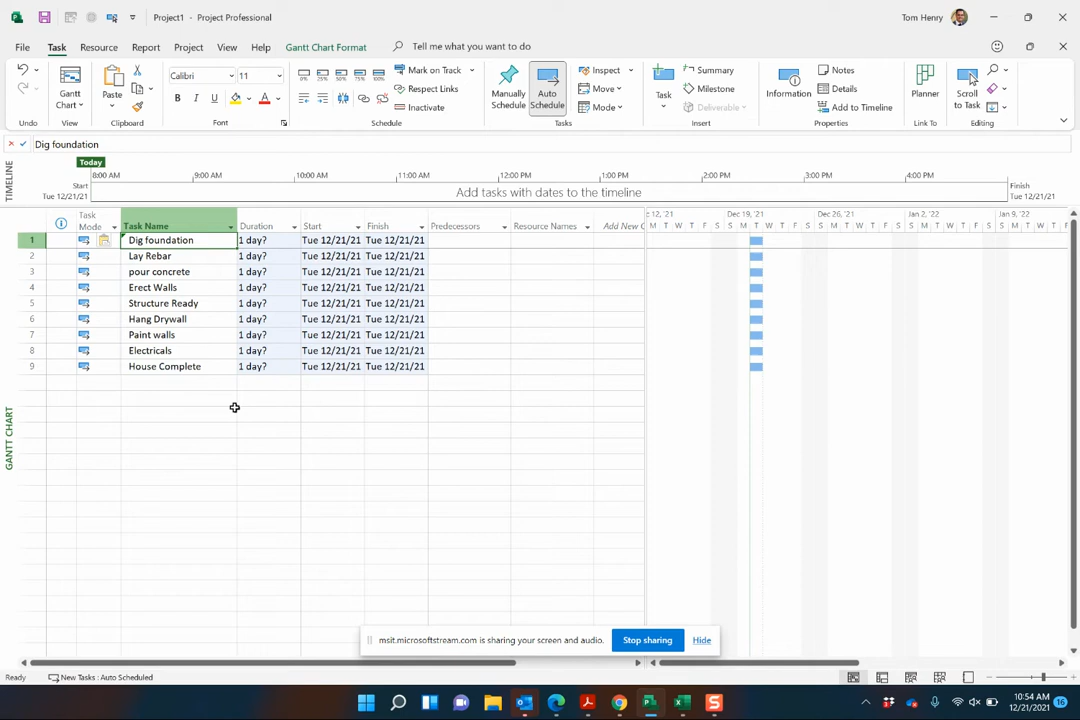 Project1 - Project Professional
Tom Henry
File Task Resource Report Project View Help Gantt Chart Format Tell me what you want to do
Calibri 11 Mark on Track Inspect Summary Notes
Gantt Chart Paste Respect Links Manually Schedule Auto Schedule Move Task Milestone Information Details Planner Scroll to Task
B I U A Inactivate Mode Deliverable Add to Timeline
Undo View Clipboard Font Schedule Tasks Insert Properties Link To Editing
Dig foundation
TIMELINE
Today
8:00 AM 9:00 AM 10:00 AM 11:00 AM 1:00 PM 2:00 PM 3:00 PM 4:00 PM
Start
Tue 12/21/21
Add tasks with dates to the timeline
Finish
Tue 12/31/21
GANTT CHART
Task Mode Task Name Duration Start Finish Predecessors Resource Names Add New C
12, '21 Dec 19, '21 Dec 26, '21 Jan 2, '22 Jan 9, '22
M T W T F S S M T W T F S S M T W T F S S M T W T F S S M T W T F
1 Dig foundation 1 day? Tue 12/21/21 Tue 12/21/21
2 Lay Rebar 1 day? Tue 12/21/21 Tue 12/21/21
3 pour concrete 1 day? Tue 12/21/21 Tue 12/21/21
4 Erect Walls 1 day? Tue 12/21/21 Tue 12/21/21
5 Structure Ready 1 day? Tue 12/21/21 Tue 12/21/21
6 Hang Drywall 1 day? Tue 12/21/21 Tue 12/21/21
7 Paint walls 1 day? Tue 12/21/21 Tue 12/21/21
8 Electricals 1 day? Tue 12/21/21 Tue 12/21/21
9 House Complete 1 day? Tue 12/21/21 Tue 12/21/21
msit.microsoftstream.com is sharing your screen and audio. Stop sharing Hide
Ready New Tasks : Auto Scheduled
10:54 AM
12/21/2021 16